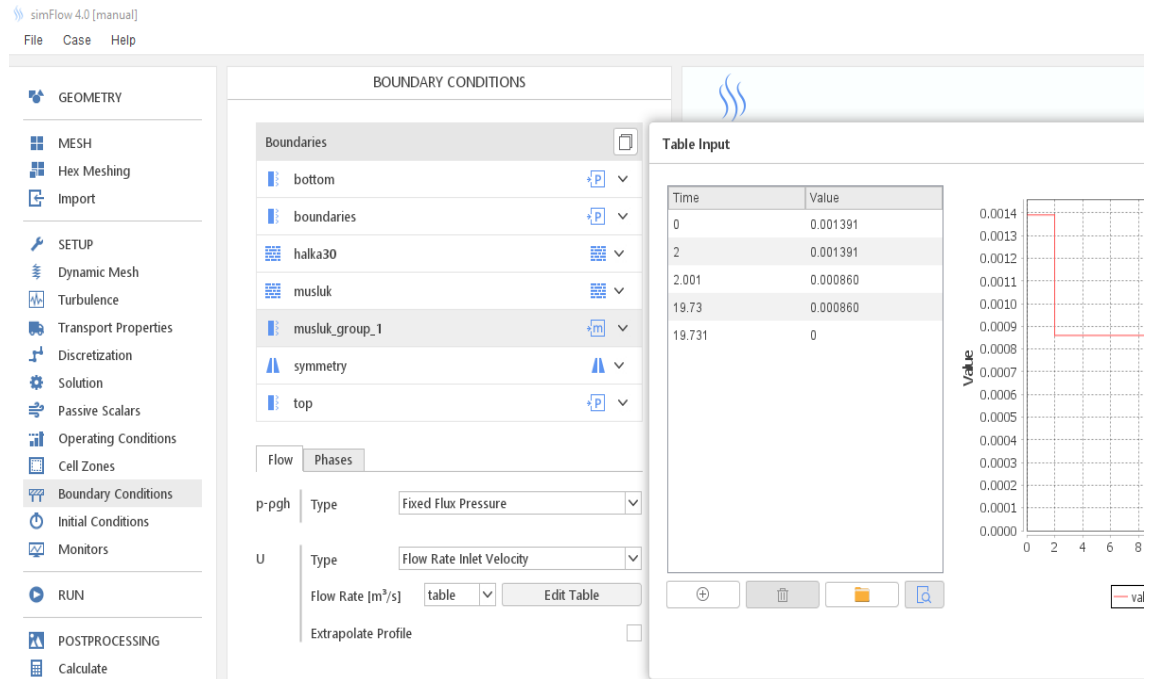 simFlow 4.0 [manual]
File Case Help
GEOMETRY
MESH
Hex Meshing
Import
SETUP
Dynamic Mesh
Turbulence
Transport Properties
Discretization
Solution
Passive Scalars
Operating Conditions
Cell Zones
Boundary Conditions
Initial Conditions
Monitors
RUN
POSTPROCESSING
Calculate
BOUNDARY CONDITIONS
Boundaries
bottom P
boundaries P
halka30
musluk
musluk_group_1 m
symmetry
top P
Flow Phases
p-ρgh Type Fixed Flux Pressure
U Type Flow Rate Inlet Velocity
Flow Rate [m³/s] table Edit Table
Extrapolate Profile
Table Input
Time Value
0 0.001391
2 0.001391
2.001 0.000860
19.73 0.000860
19.731 0
Value
0.0014
0.0013
0.0012
0.0011
0.0010
0.0009
0.0008
0.0007
0.0006
0.0005
0.0004
0.0003
0.0002
0.0001
0.0000
0 2 4 6 8
val